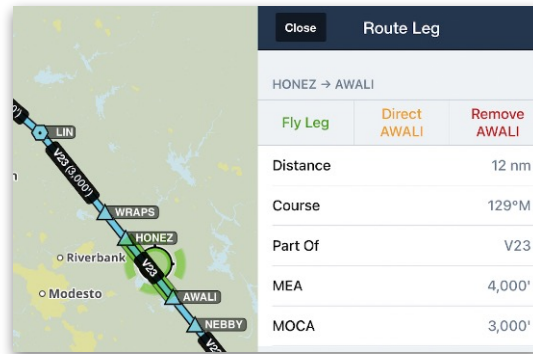 LIN
V23 (3,000')
WRAPS
HONEZ
Riverbank
V23
Modesto
AWALI
NEBBY
Close
Route Leg
HONEZ → AWALI
Fly Leg
Direct
AWALI
Remove
AWALI
Distance
12 nm
Course
129°M
Part Of
V23
MEA
4,000'
MOCA
3,000'